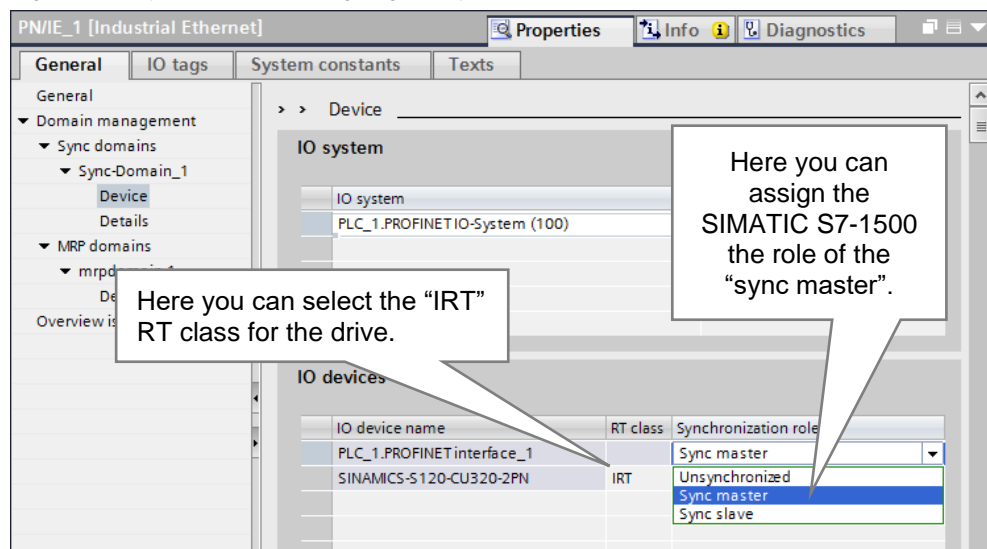 PN/IE_1 [Industrial Ethernet]
Properties
Info
Diagnostics
General
IO tags
System constants
Texts
General
Domain management
Sync domains
Sync-Domain_1
Device
Details
MRP domains
Overview is
> > Device
IO system
IO system
PLC_1.PROFINET IO-System (100)
Here you can
assign the
SIMATIC S7-1500
the role of the
“sync master”.
Here you can select the “IRT”
RT class for the drive.
IO devices
IO device name RT class Synchronization role
PLC_1.PROFINET interface_1 Sync master
SINAMICS-S120-CU320-2PN IRT Unsynchronized
Sync master
Sync slave